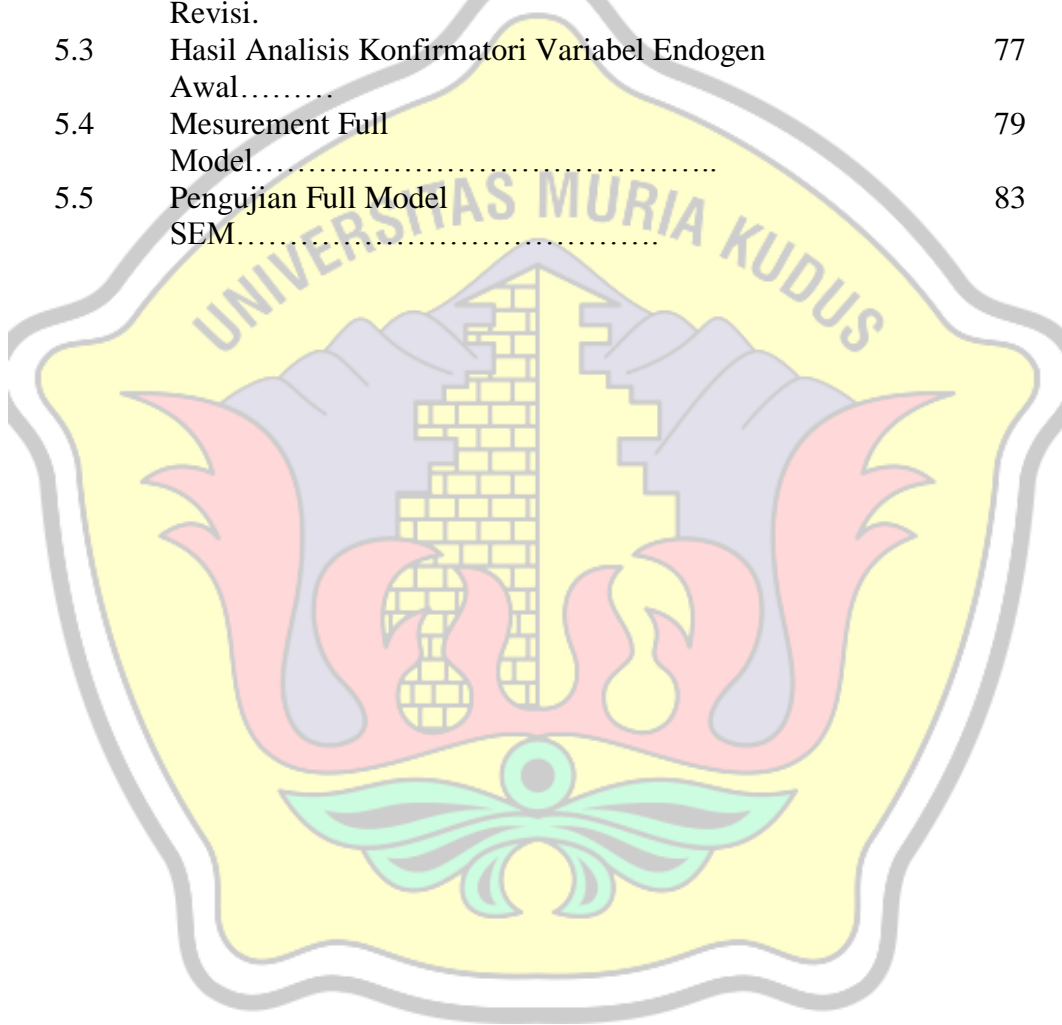 Revisi.
5.3 Hasil Analisis Konfirmatori Variabel Endogen 77
Awal………
5.4 Mesurement Full 79
Model……………………………………..
5.5 Pengujian Full Model 83
SEM………………………………….
UNIVERSITAS MURIA KUDUS